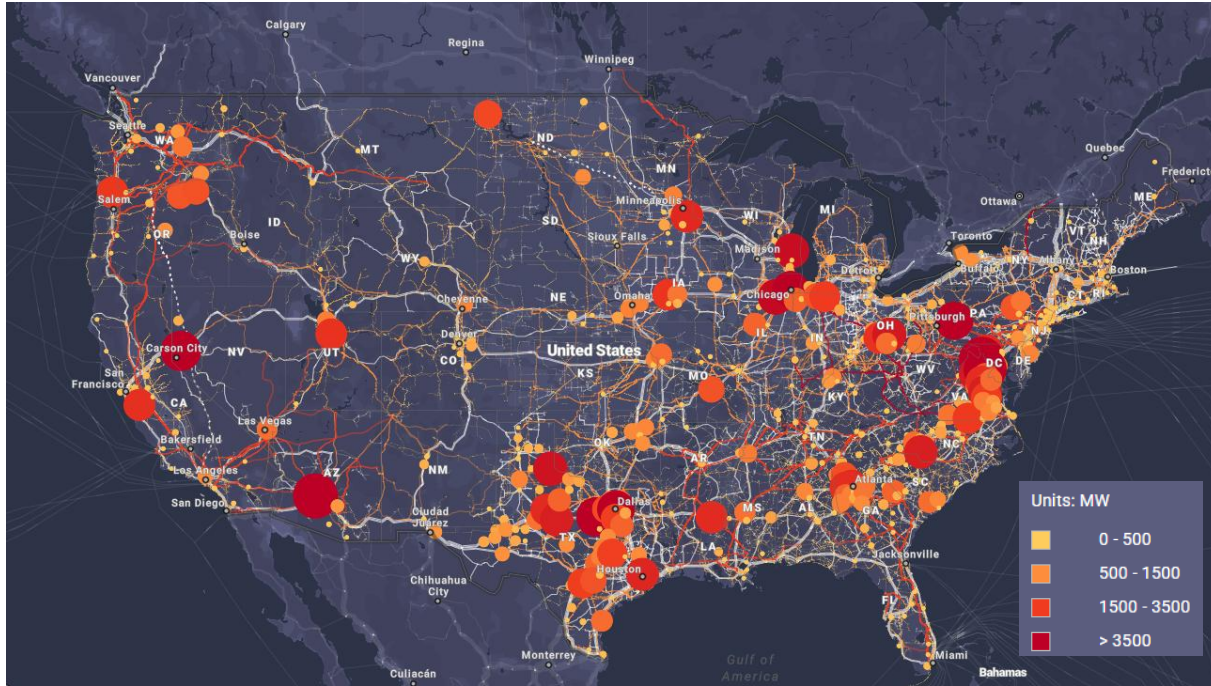 Calgary
Regina
Winnipeg
Vancouver
Seattle
WA
ND
MT
MN
Quebec
Fredericto
Ottawa
ME
Salem
OR
ID
Boise
SD
Minneapolis
WI
MI
Toronto
VT
NH
Sioux Falls
Madison
Detroit
Buffalo
NY
Albany
Boston
WY
CT
RI
Cheyenne
NE
IA
Omaha
Chicago
Pittsburgh
PA
NJ
Carson City
NV
UT
Denver
CO
United States
IL
IN
OH
WV
DC
DE
San
Francisco
CA
KS
MO
KY
VA
Las Vegas
Bakersfield
Los Angeles
AZ
NM
OK
AR
TN
NC
SC
San Diego
Atlanta
Dallas
MS
AL
GA
Ciudad
Juárez
TX
LA
Houston
Jacksonville
Chihuahua
City
FL
Monterrey
Culiacán
Gulf of
America
Miami
Bahamas
Units: MW
0 - 500
500 - 1500
1500 - 3500
> 3500